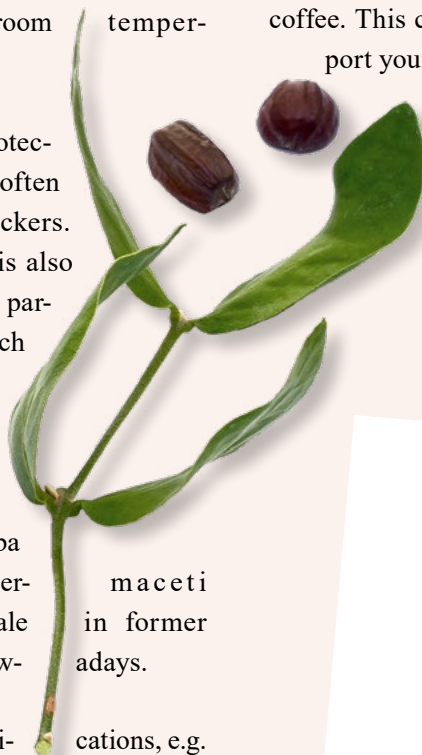 room temper-
otec-
often
ckers.
is also
par-
ch
pa
er- maceti
ale in former
w- adays.
i- cations, e.g.
coffee. This c
port you